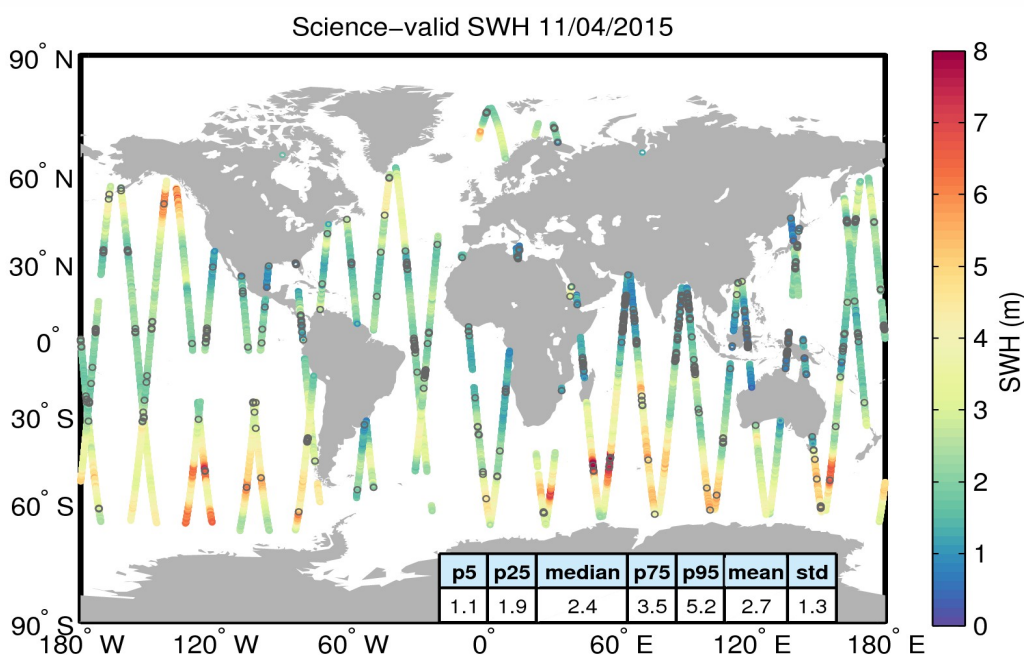 Science−valid SWH 11/04/2015
90° N
60° N
30° N
0°
30° S
60° S
90° S
180° W
120° W
60° W
0°
60° E
120° E
180° E
8
7
6
5
4
3
2
1
0
SWH (m)
p5 p25 median p75 p95 mean std
1.1 1.9 2.4 3.5 5.2 2.7 1.3